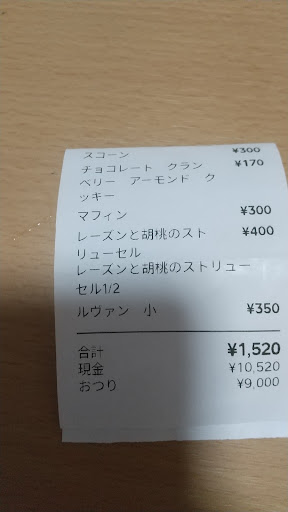 スコーン ¥300
チョコレート クラン ¥170
ベリー アーモンド ク
ッキー
マフィン ¥300
レーズンと胡桃のスト ¥400
リューセル
レーズンと胡桃のストリュー
セル1/2
ルヴァン 小 ¥350
合計 ¥1,520
現金 ¥10,520
おつり ¥9,000